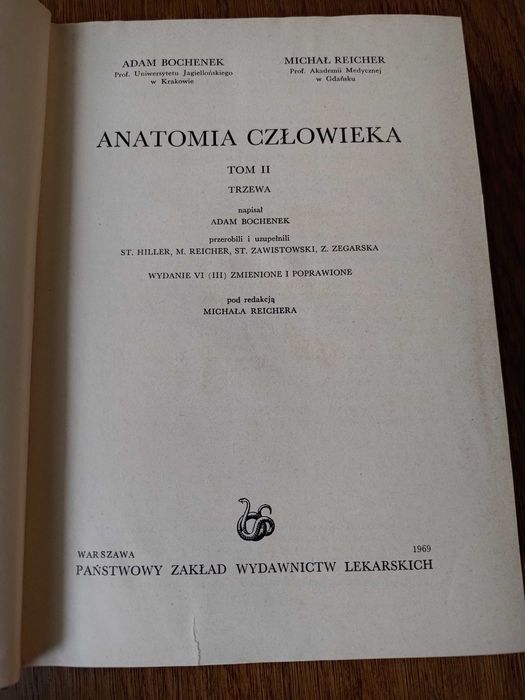 ADAM BOCHENEK
Prof. Uniwersytetu Jagiellońskiego
w Krakowie
MICHAŁ REICHER
Prof. Akademii Medycznej
w Gdańsku
ANATOMIA CZŁOWIEKA
TOM II
TRZEWA
napisał
ADAM BOCHENEK
przerobili i uzupełnili
ST. HILLER, M. REICHER, ST. ZAWISTOWSKI, Z. ZEGARSKA
WYDANIE VI (III) ZMIENIONE I POPRAWIONE
pod redakcją
MICHAŁA REICHERA
WARSZAWA 1969
PAŃSTWOWY ZAKŁAD WYDAWNICTW LEKARSKICH